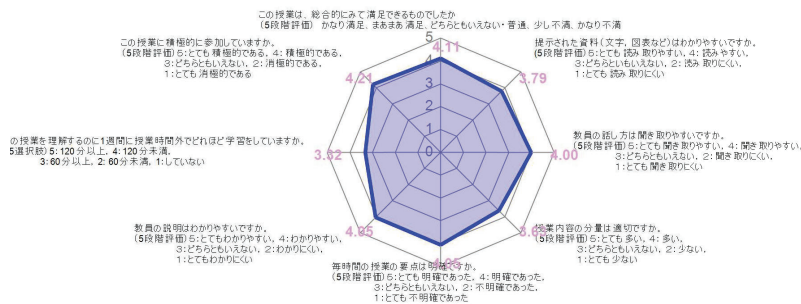 この授業は、総合的にみて満足できるものでしたか
(5段階評価) かなり満足、まあまあ満足、どちらともいえない・普通、少し不満、かなり不満
4.11
提示された資料(文字、図表など)はわかりやすいですか。
(5段階評価) 5:とても読み取りやすい, 4: 読みやすい,
3:どちらともいえない, 2: 読み取りにくい,
1:とても読み取りにくい
3.79
教員の話し方は聞き取りやすいですか。
(5段階評価) 5:とても聞き取りやすい, 4: 聞き取りやすい,
3:どちらともいえない, 2: 聞き取りにくい,
1:とても聞き取りにくい
4.00
授業内容の分量は適切ですか。
(5段階評価) 5:とても多い, 4: 多い,
3:どちらともいえない, 2: 少ない,
1:とても少ない
毎時間の授業の要点は明確ですか。
(5段階評価) 5:とても明確であった, 4: 明確であった,
3:どちらともいえない, 2: 不明確であった,
1:とても不明確であった
教員の説明はわかりやすいですか。
(5段階評価) 5:とてもわかりやすい, 4:わかりやすい,
3:どちらともいえない, 2:わかりにくい,
1:とてもわかりにくい
の授業を理解するのに1週間に授業時間外でどれほど学習をしていますか。
5選択肢) 5:120分以上, 4:120分未満,
3:60分以上, 2: 60分未満, 1:していない
3.32
この授業に積極的に参加していますか。
(5段階評価) 5:とても積極的である, 4: 積極的である,
3:どちらともいえない, 2: 消極的である,
1:とても消極的である
4.21
5
4
3
2
1
0